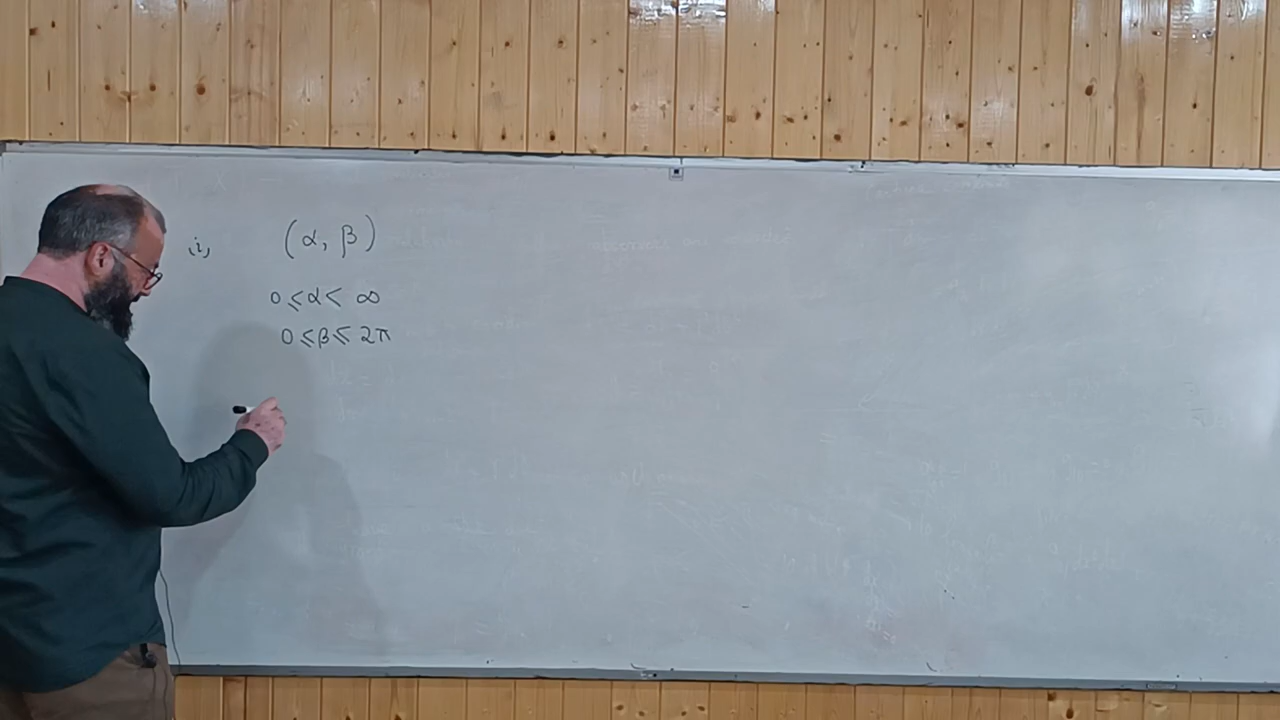 i) (α, β)
0 ≤ α < ∞
0 ≤ β ≤ 2π